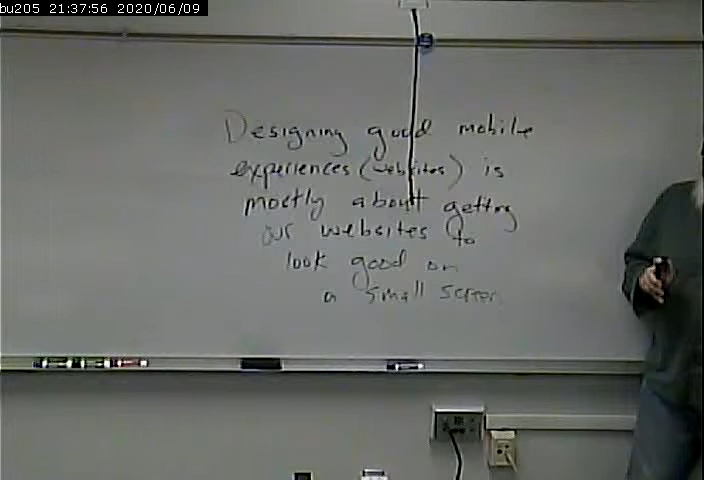 bu205 21:37:56 2020/06/09
Designing good mobile
experiences (websites) is
mostly about getting
our websites to
look good on
a small screen